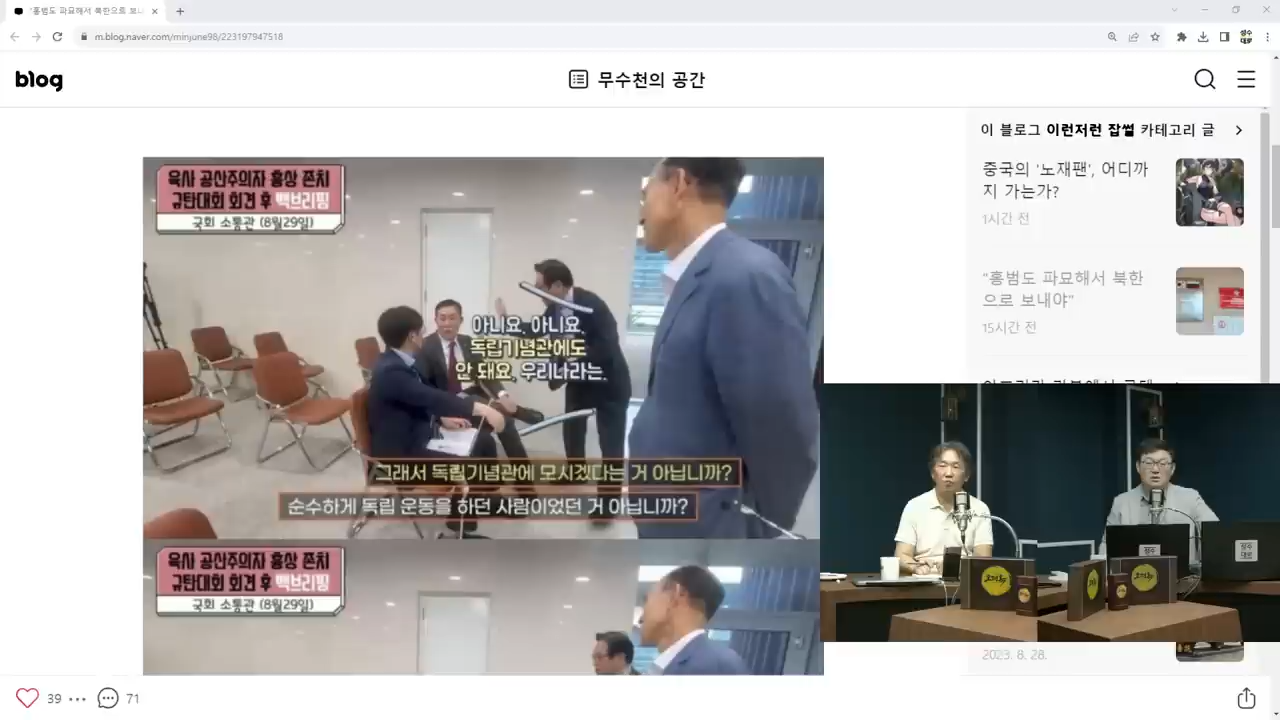 '홍범도 파묘해서 북한으로 보내
m.blog.naver.com/minjune98/223197947518
blog
무수천의 공간
이 블로그 이런저런 잡썰 카테고리 글
중국의 '노재팬', 어디까
지 가는가?
1시간 전
"홍범도 파묘해서 북한
으로 보내야"
15시간 전
2023. 8. 28.
육사 공산주의자 흉상 존치
규탄대회 회견 후 백브리핑
국회 소통관 (8월29일)
아니요, 아니요.
독립기념관에도
안 돼요, 우리나라는.
그래서 독립기념관에 모시겠다는 거 아닙니까?
순수하게 독립 운동을 하던 사람이었던 거 아닙니까?
육사 공산주의자 흉상 존치
규탄대회 회견 후 백브리핑
국회 소통관 (8월29일)
39
71